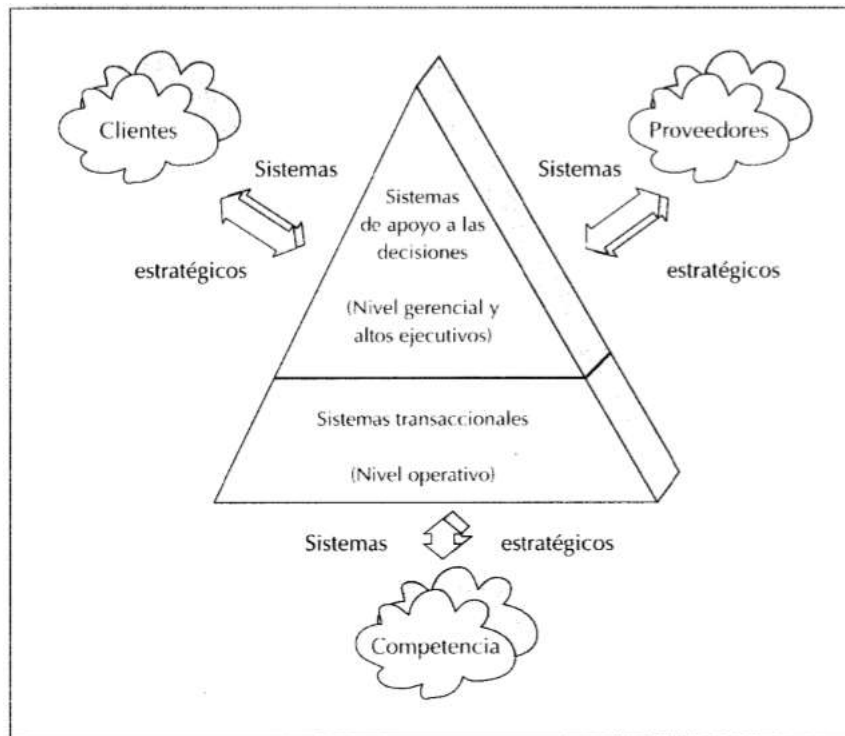 Clientes
Proveedores
Sistemas
Sistemas
Sistemas
de apoyo a las
decisiones
estratégicos
estratégicos
(Nivel gerencial y
altos ejecutivos)
Sistemas transaccionales
(Nivel operativo)
Sistemas
estratégicos
Competencia